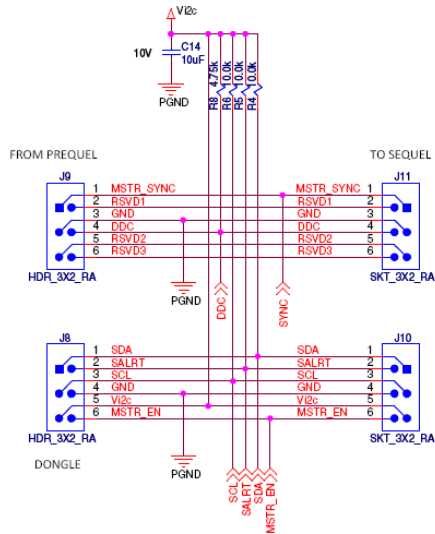 Vi2c
10V
C14
10uF
PGND
R8 4.75k
R6 10.0k
R5 10.0k
R4 10.0k
FROM PREQUEL
TO SEQUEL
J9
J11
1 MSTR_SYNC MSTR_SYNC 1
2 RSVD1 RSVD1 2
3 GND GND 3
4 DDC DDC 4
5 RSVD2 RSVD2 5
6 RSVD3 RSVD3 6
HDR_3X2_RA
SKT_3X2_RA
PGND
DDC
SYNC
J8
J10
1 SDA SDA 1
2 SALRT SALRT 2
3 SCL SCL 3
4 GND GND 4
5 Vi2c Vi2c 5
6 MSTR_EN MSTR_EN 6
HDR_3X2_RA
SKT_3X2_RA
DONGLE
PGND
SCL
SALRT
SDA
MSTR_EN